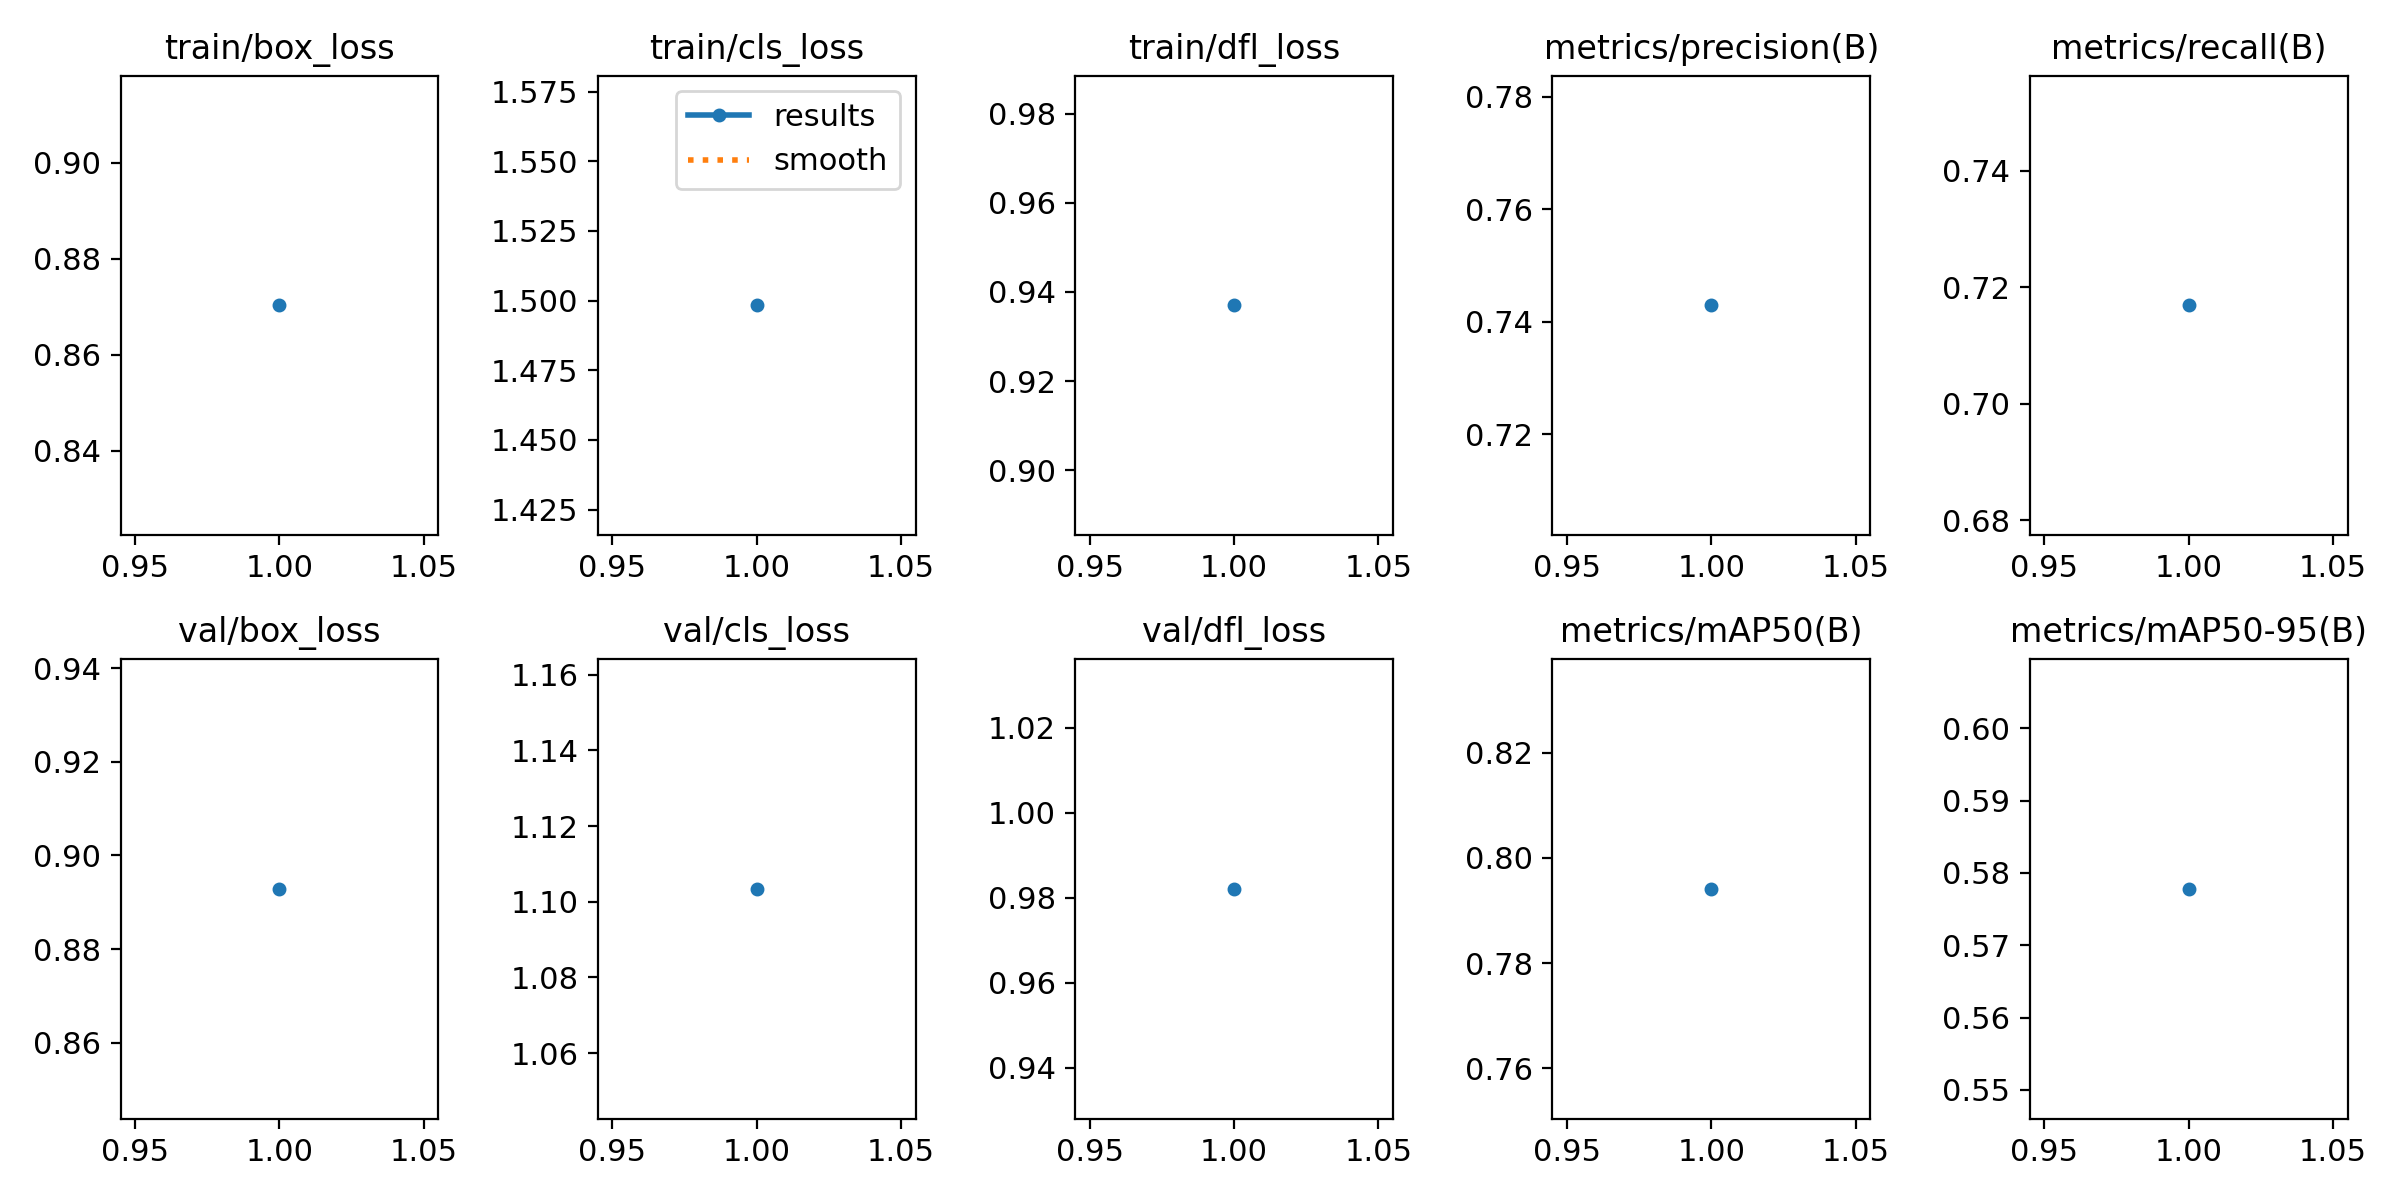 train/box_loss
0.90
0.88
0.86
0.84
0.95 1.00 1.05
train/cls_loss
1.575
1.550
1.525
1.500
1.475
1.450
1.425
results
smooth
0.95 1.00 1.05
train/dfl_loss
0.98
0.96
0.94
0.92
0.90
0.95 1.00 1.05
metrics/precision(B)
0.78
0.76
0.74
0.72
0.95 1.00 1.05
metrics/recall(B)
0.74
0.72
0.70
0.68
0.95 1.00 1.05
val/box_loss
0.94
0.92
0.90
0.88
0.86
0.95 1.00 1.05
val/cls_loss
1.16
1.14
1.12
1.10
1.08
1.06
0.95 1.00 1.05
val/dfl_loss
1.02
1.00
0.98
0.96
0.94
0.95 1.00 1.05
metrics/mAP50(B)
0.82
0.80
0.78
0.76
0.95 1.00 1.05
metrics/mAP50-95(B)
0.60
0.59
0.58
0.57
0.56
0.55
0.95 1.00 1.05